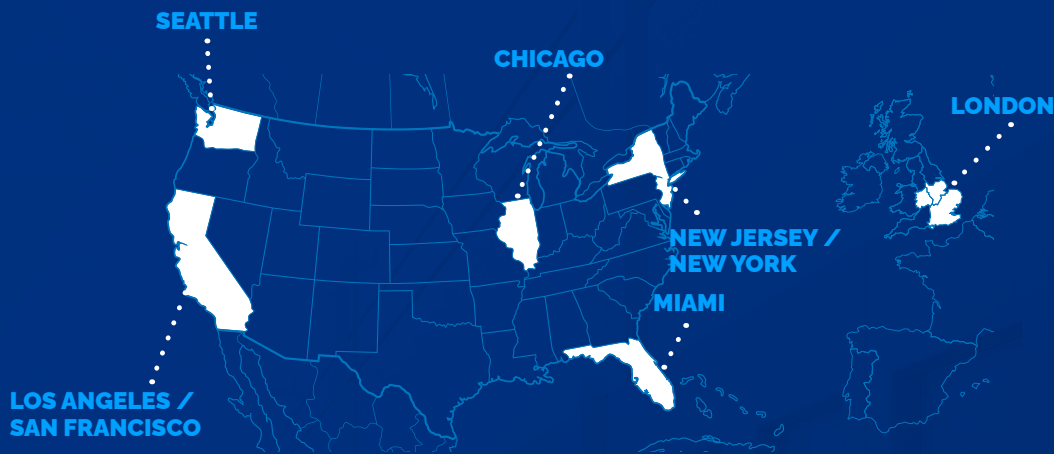 SEATTLE
CHICAGO
LONDON
NEW JERSEY /
NEW YORK
MIAMI
LOS ANGELES /
SAN FRANCISCO